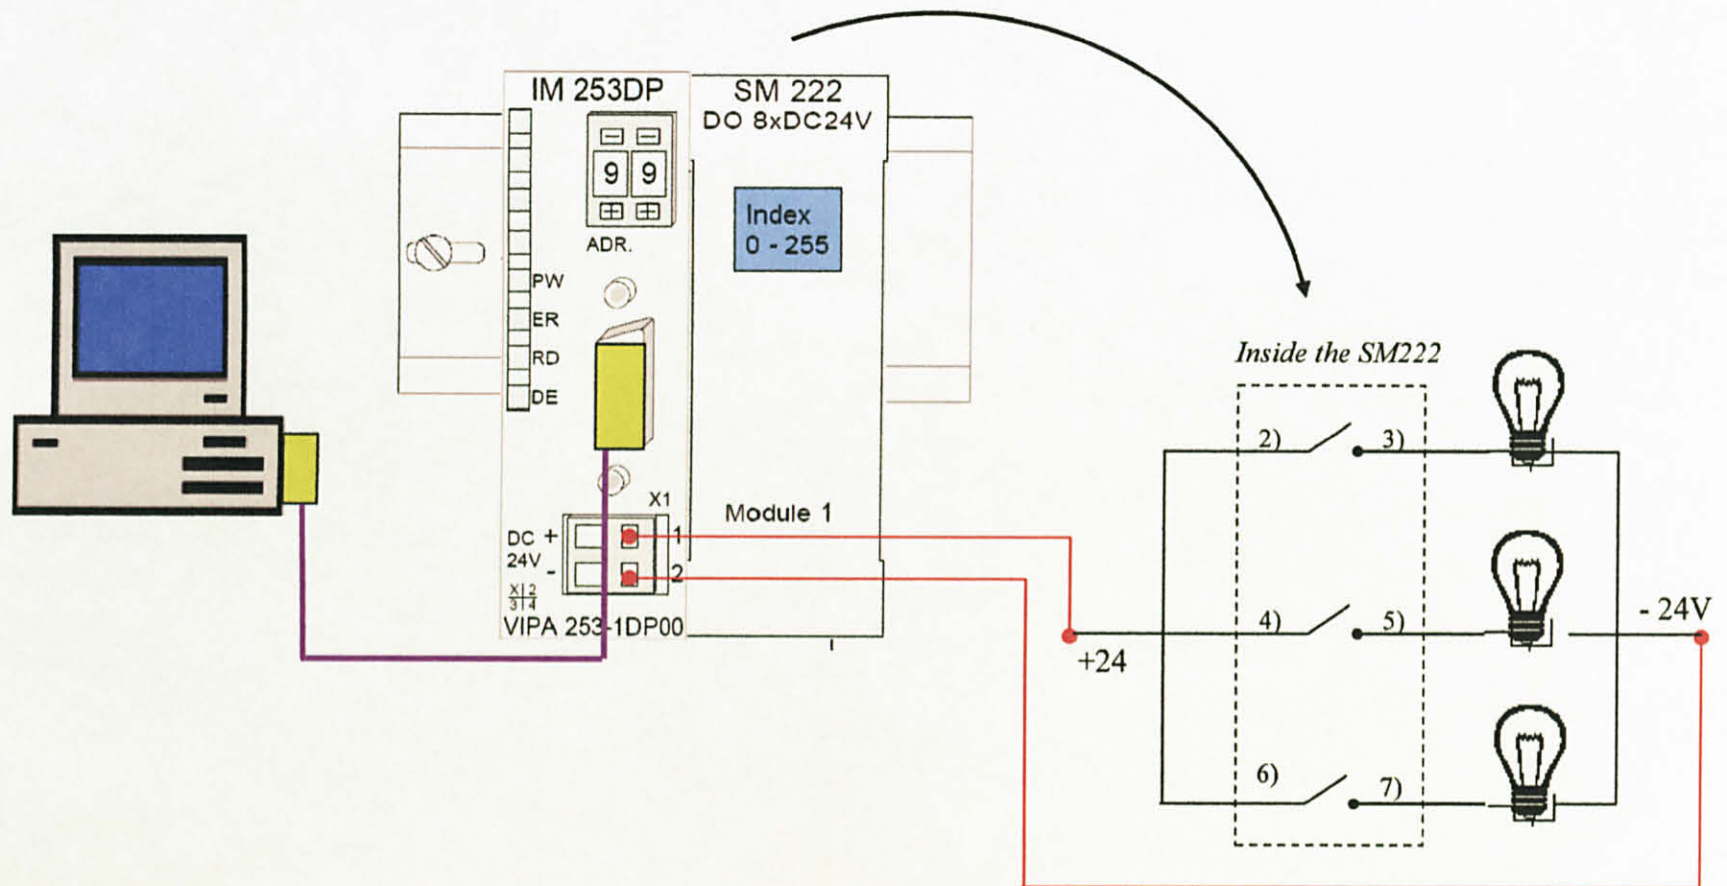 IM 253DP
SM 222
DO 8xDC24V
9 9
ADR.
Index
0 - 255
PW
ER
RD
DE
X1
Module 1
DC
24V
+
-
1
2
X 2
3 4
VIPA 253-1DP00
Inside the SM222
2)
3)
4)
5)
6)
7)
+24
- 24V